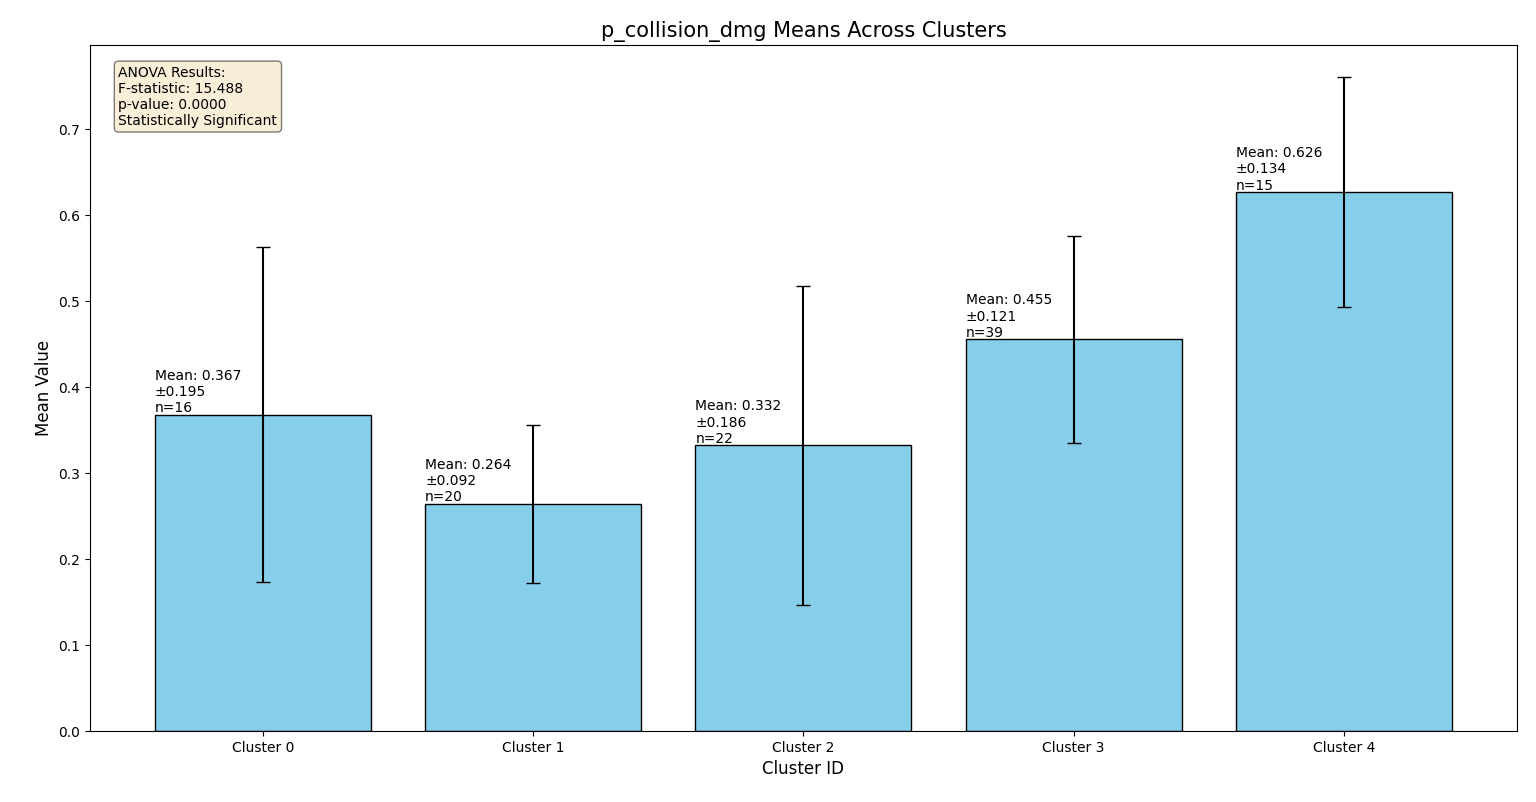 p_collision_dmg Means Across Clusters
ANOVA Results:
F-statistic: 15.488
p-value: 0.0000
Statistically Significant
Mean Value
0.7
0.6
0.5
0.4
0.3
0.2
0.1
0.0
Mean: 0.367
±0.195
n=16
Mean: 0.264
±0.092
n=20
Mean: 0.332
±0.186
n=22
Mean: 0.455
±0.121
n=39
Mean: 0.626
±0.134
n=15
Cluster 0
Cluster 1
Cluster 2
Cluster 3
Cluster 4
Cluster ID